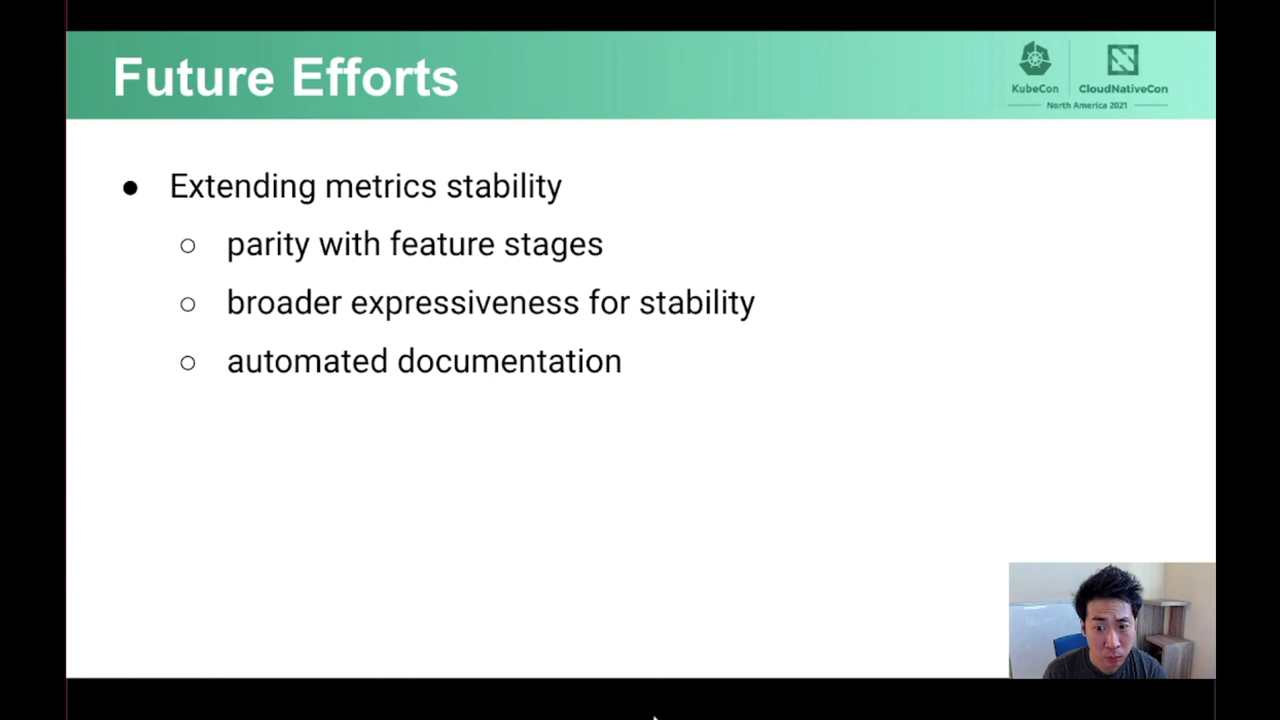 Future Efforts
KubeCon
CloudNativeCon
North America 2021
● Extending metrics stability
○ parity with feature stages
○ broader expressiveness for stability
○ automated documentation